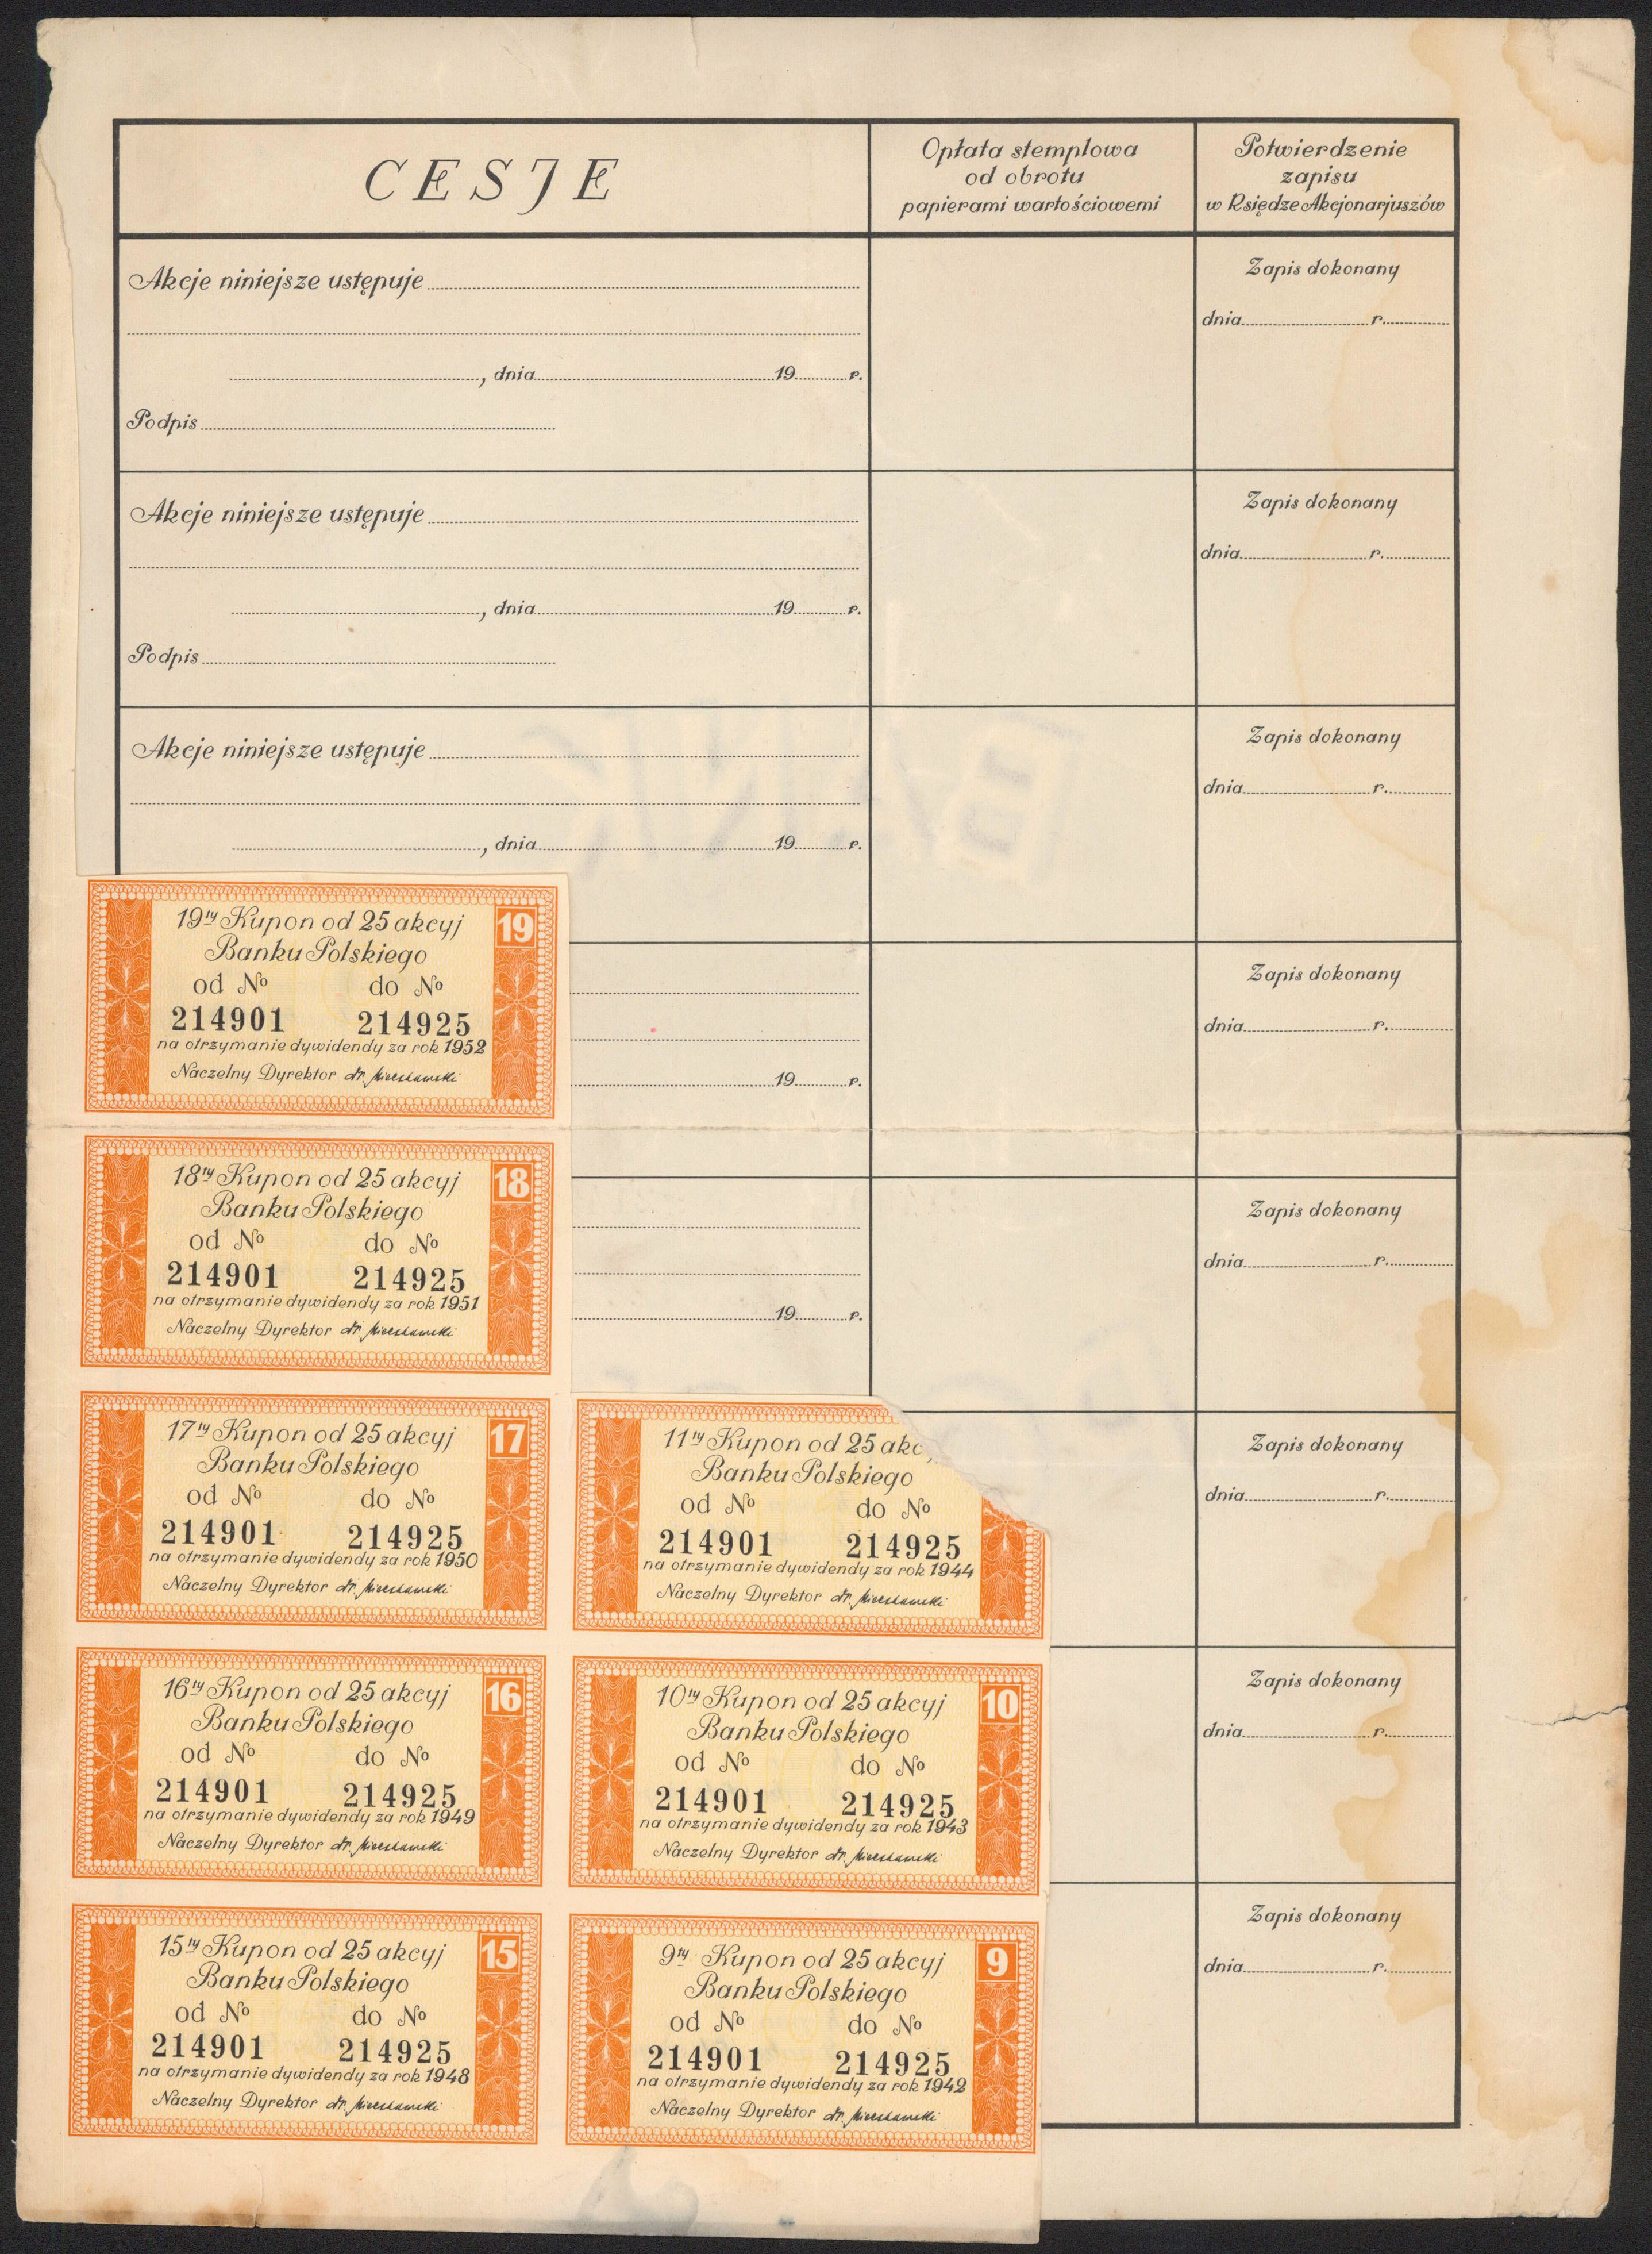 CESJE
Opłata stemplowa
od obrotu
papierami wartościowemi
Potwierdzenie
zapisu
w Księdze Akcjonarjuszów
Akcje niniejsze ustępuje
, dnia 19 r.
Podpis
Zapis dokonany
dnia r.
Akcje niniejsze ustępuje
, dnia 19 r.
Podpis
Zapis dokonany
dnia r.
Akcje niniejsze ustępuje
, dnia 19 r.
Zapis dokonany
dnia r.
19 r.
Zapis dokonany
dnia r.
19 r.
Zapis dokonany
dnia r.
Zapis dokonany
dnia r.
Zapis dokonany
dnia r.
Zapis dokonany
dnia r.
19ty Kupon od 25 akcyj
19
Banku Polskiego
od No do No
214901 214925
na otrzymanie dywidendy za rok 1952
Naczelny Dyrektor
18ty Kupon od 25 akcyj
18
Banku Polskiego
od No do No
214901 214925
na otrzymanie dywidendy za rok 1951
Naczelny Dyrektor
17ty Kupon od 25 akcyj
17
Banku Polskiego
od No do No
214901 214925
na otrzymanie dywidendy za rok 1950
Naczelny Dyrektor
16ty Kupon od 25 akcyj
16
Banku Polskiego
od No do No
214901 214925
na otrzymanie dywidendy za rok 1949
Naczelny Dyrektor
15ty Kupon od 25 akcyj
15
Banku Polskiego
od No do No
214901 214925
na otrzymanie dywidendy za rok 1948
Naczelny Dyrektor
11ty Kupon od 25 akc
Banku Polskiego
od No do No
214901 214925
na otrzymanie dywidendy za rok 1944
Naczelny Dyrektor
10ty Kupon od 25 akcyj
10
Banku Polskiego
od No do No
214901 214925
na otrzymanie dywidendy za rok 1943
Naczelny Dyrektor
9ty Kupon od 25 akcyj
9
Banku Polskiego
od No do No
214901 214925
na otrzymanie dywidendy za rok 1942
Naczelny Dyrektor